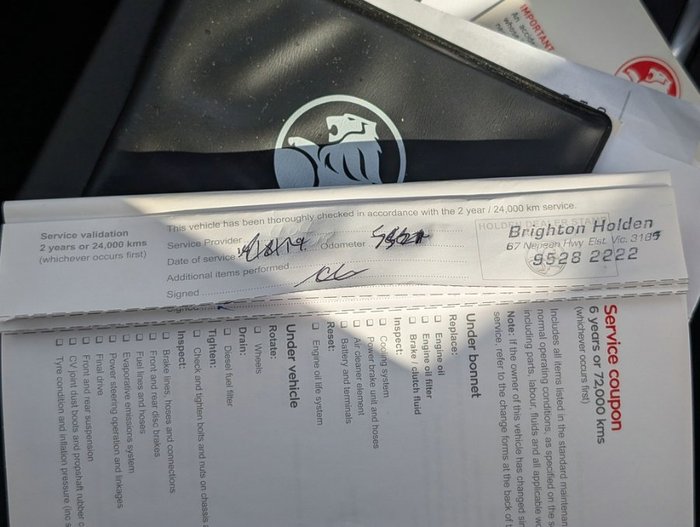 IMPORTANT
Service validation
2 years or 24,000 kms
(whichever occurs first)
This vehicle has been thoroughly checked in accordance with the 2 year / 24,000 km service.
Service Provider
Date of service
Odometer
Additional items performed
Signed
HOLDEN DEALER STAMP
Brighton Holden
67 Nepean Hwy Elst. Vic. 3185
9528 2222
Service coupon
6 years or 72,000 kms
(whichever occurs first)
Includes all items listed in the standard
normal operating conditions, as specified on the
including parts, labour, fluids and all applicable
Note: If the owner of this vehicle has changed
service, refer to the change forms at the back of
Under bonnet
Replace:
Engine oil
Engine oil filter
Brake / clutch fluid
Inspect:
Cooling system
Power brake unit and hoses
Air cleaner element
Battery and terminals
Reset:
Engine oil life system
Under vehicle
Rotate:
Wheels
Drain:
Diesel fuel filter
Tighten:
Check and tighten bolts and nuts on chassis
Inspect:
Brake lines, hoses and connections
Front and rear disc brakes
Fuel lines and hoses
Evaporative emissions system
Power steering operation and linkages
Final drive
Front and rear suspension
CV joint dust boots and propshaft rubber
Tyre condition and inflation pressure